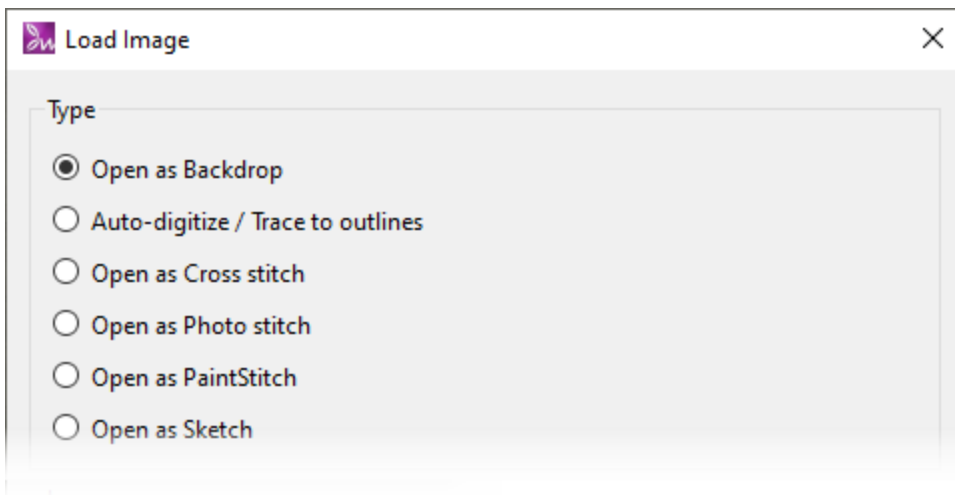 Load Image
Type
Open as Backdrop
Auto-digitize / Trace to outlines
Open as Cross stitch
Open as Photo stitch
Open as PaintStitch
Open as Sketch